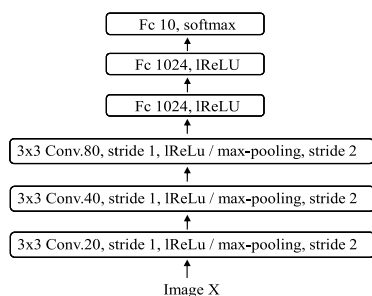 Fc 10, softmax
Fc 1024, lReLU
Fc 1024, lReLU
3x3 Conv.80, stride 1, lReLu / max-pooling, stride 2
3x3 Conv.40, stride 1, lReLu / max-pooling, stride 2
3x3 Conv.20, stride 1, lReLu / max-pooling, stride 2
Image X